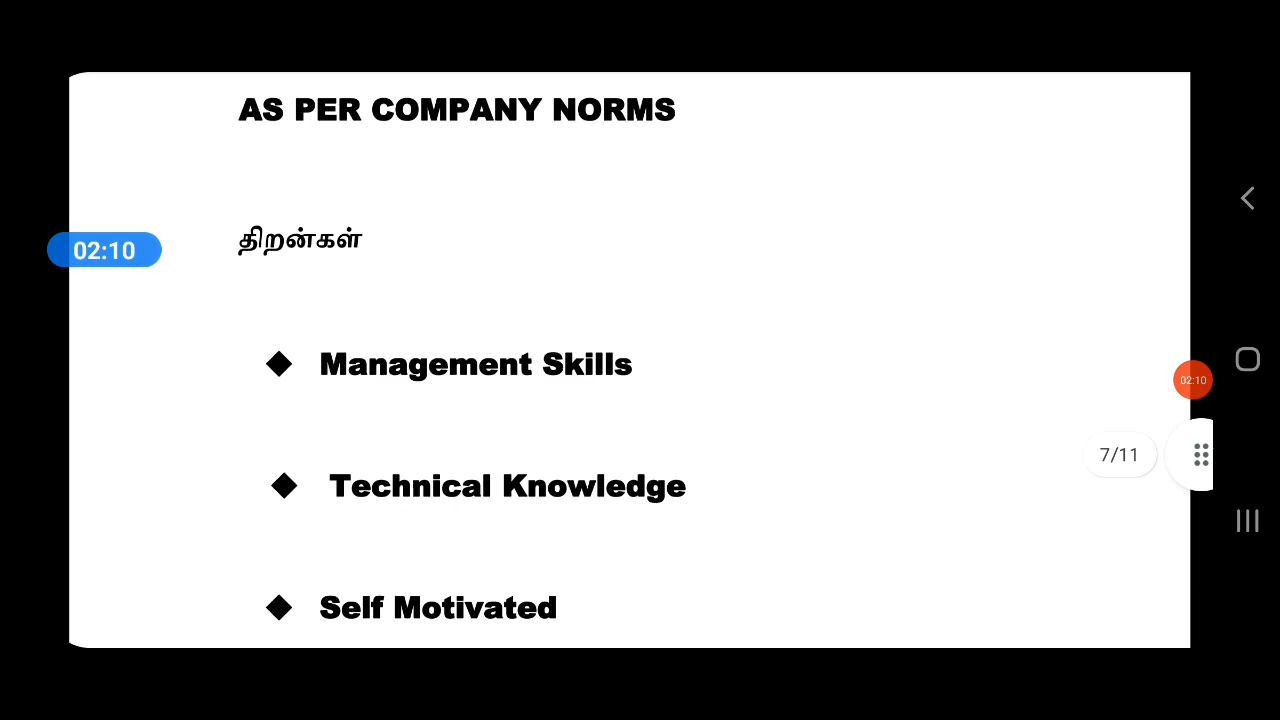 AS PER COMPANY NORMS
திறன்கள்
02:10
◆ Management Skills
02:10
7/11
◆ Technical Knowledge
◆ Self Motivated